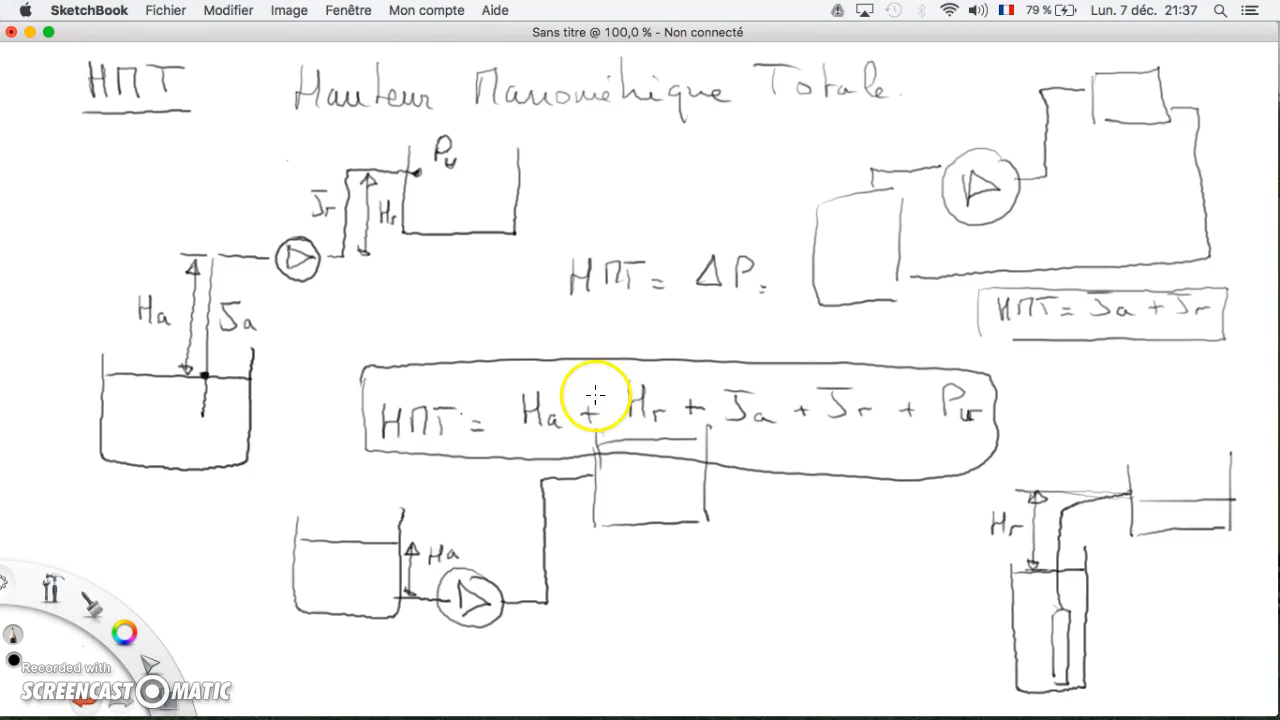 SketchBook Fichier Modifier Image Fenêtre Mon compte Aide 79 % Lun. 7 déc. 21:37
Sans titre @ 100,0 % - Non connecté
HMT Hauteur Manométrique Totale.
Pu
Jr
Hr
Ha
Ja
HMT = ΔP.
HMT = Ja + Jr
HMT = Ha + Hr + Ja + Jr + Pu
Ha
Hr
Recorded with
SCREENCAST MATIC